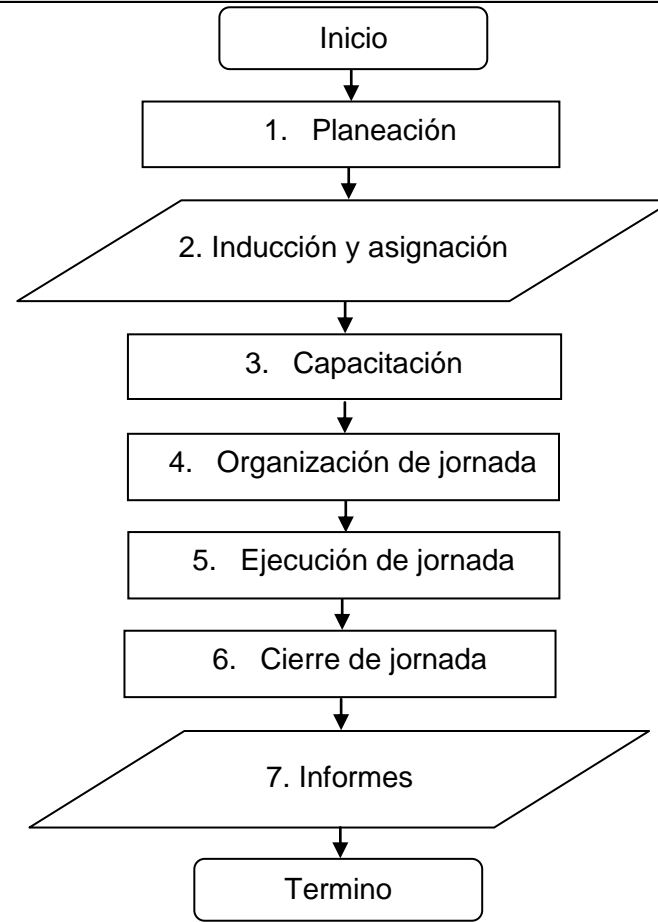 Inicio
1. Planeación
2. Inducción y asignación
3. Capacitación
4. Organización de jornada
5. Ejecución de jornada
6. Cierre de jornada
7. Informes
Termino